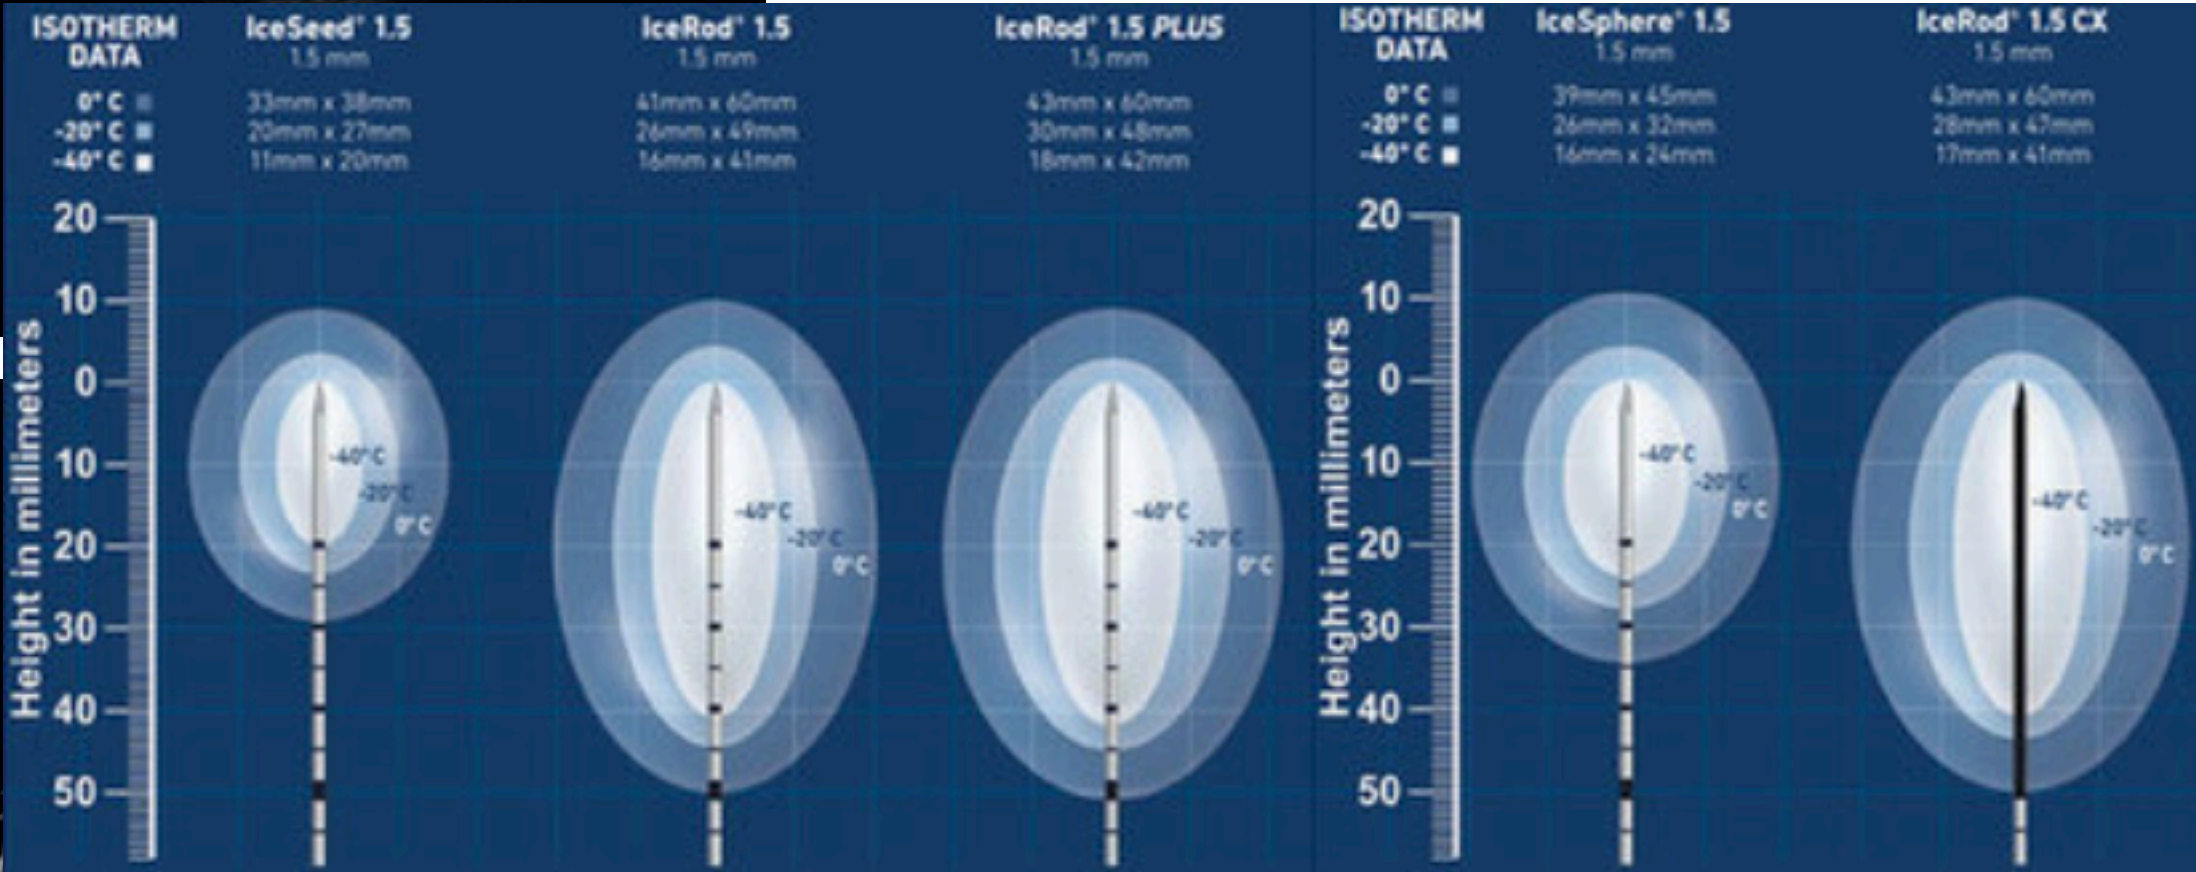 ISOTHERM
DATA
0° C
-20° C
-40° C
IceSeed® 1.5
1.5 mm
33mm x 38mm
20mm x 27mm
11mm x 20mm
IceRod® 1.5
1.5 mm
41mm x 60mm
26mm x 49mm
16mm x 41mm
IceRod® 1.5 PLUS
1.5 mm
43mm x 60mm
30mm x 48mm
18mm x 42mm
Height in millimeters
20
10
0
10
20
30
40
50
-40° C
-20° C
0° C
-40° C
-20° C
0° C
-40° C
-20° C
0° C
ISOTHERM
DATA
0° C
-20° C
-40° C
IceSphere® 1.5
1.5 mm
39mm x 45mm
26mm x 32mm
16mm x 24mm
IceRod® 1.5 CX
1.5 mm
43mm x 60mm
28mm x 47mm
17mm x 41mm
Height in millimeters
20
10
0
10
20
30
40
50
-40° C
-20° C
0° C
-40° C
-20° C
0° C